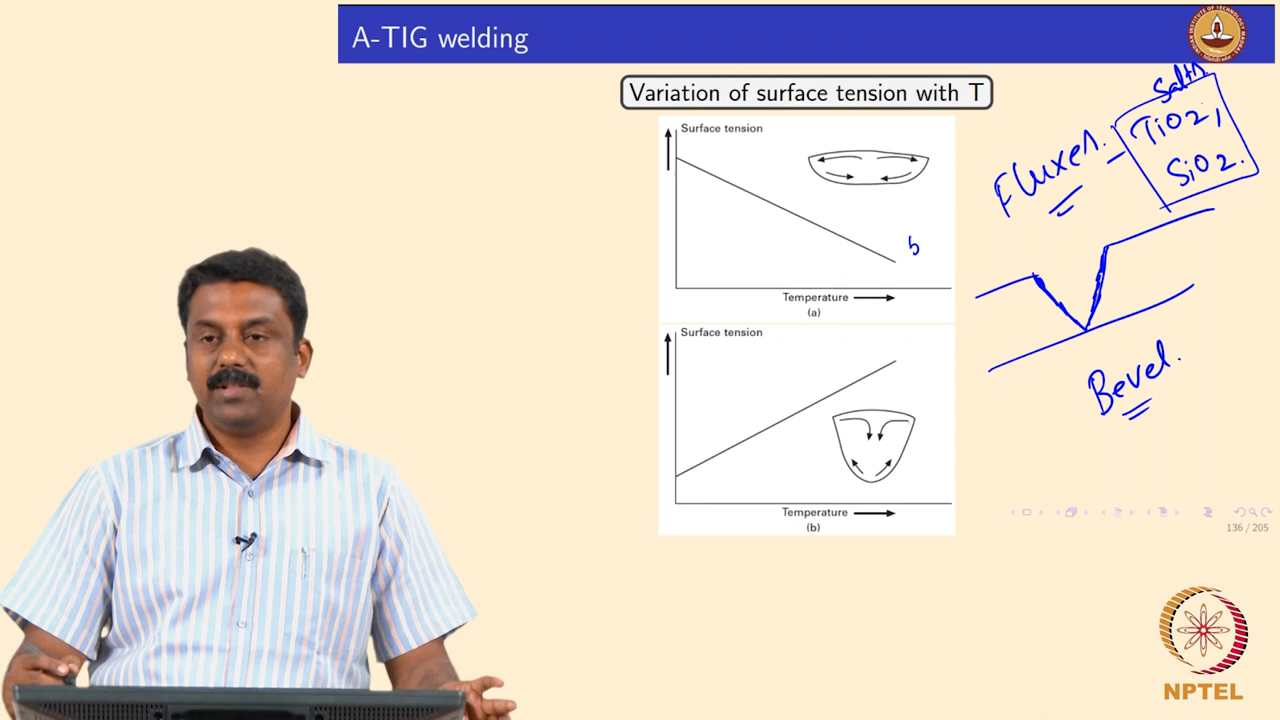 A-TIG welding
Variation of surface tension with T
Surface tension
Temperature
(a)
Surface tension
Temperature
(b)
Fluxes. - TiO2,
SiO2.
Bevel.
136 / 205
NPTEL